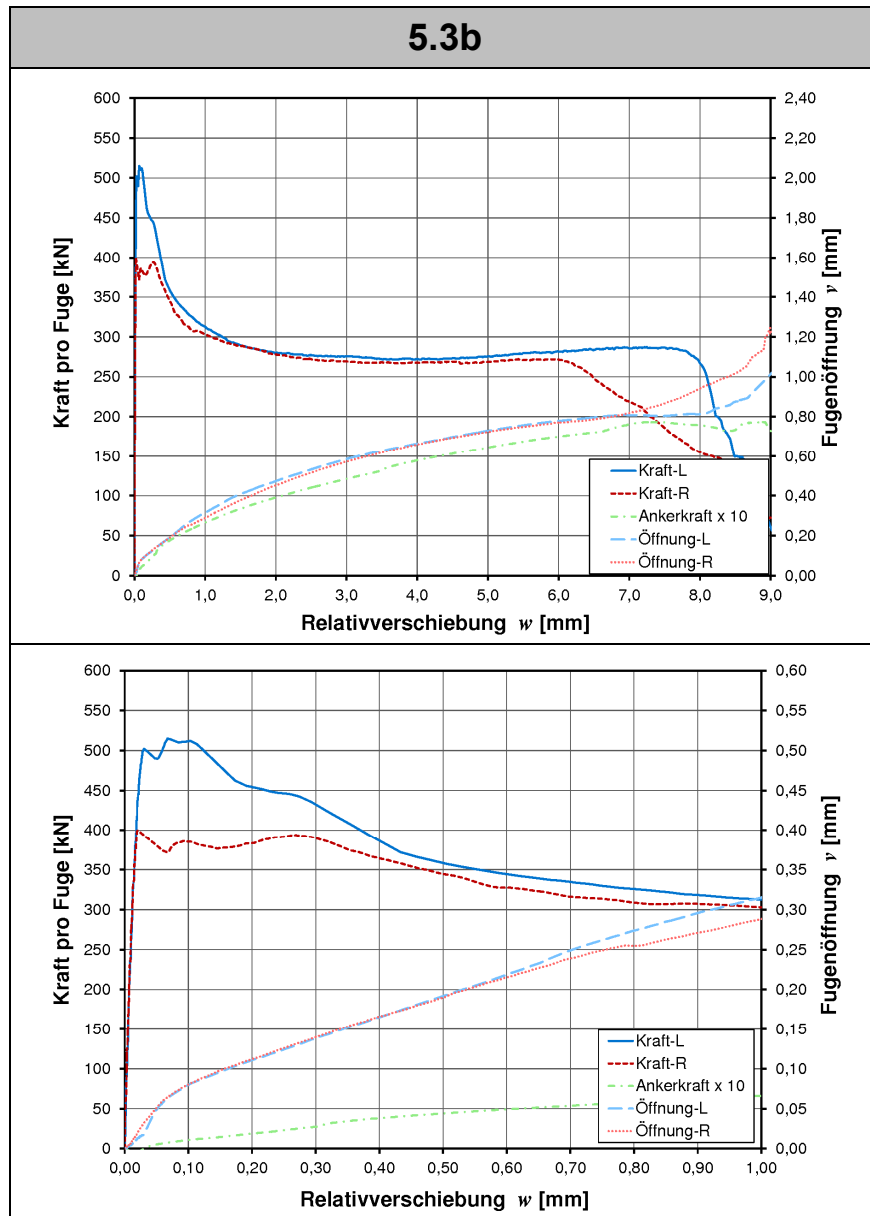 5.3b
600
550
500
450
400
350
300
250
200
150
100
50
0
Kraft pro Fuge [kN]
2,40
2,20
2,00
1,80
1,60
1,40
1,20
1,00
0,80
0,60
0,40
0,20
0,00
Fugenöffnung v [mm]
Kraft-L
Kraft-R
Ankerkraft x 10
Öffnung-L
Öffnung-R
0,0 1,0 2,0 3,0 4,0 5,0 6,0 7,0 8,0 9,0
Relativverschiebung w [mm]
600
550
500
450
400
350
300
250
200
150
100
50
0
Kraft pro Fuge [kN]
0,60
0,50
0,40
0,35
0,30
0,25
0,20
0,15
0,10
0,05
0,00
Fugenöffnung v [mm]
Kraft-L
Kraft-R
Ankerkraft x 10
Öffnung-L
Öffnung-R
0,00 0,10 0,20 0,30 0,40 0,50 0,60 0,70 0,80 0,90 1,00
Relativverschiebung w [mm]